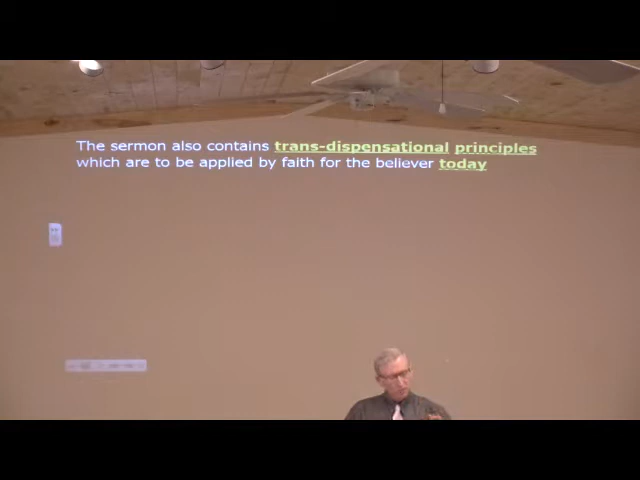 The sermon also contains trans-dispensational principles
which are to be applied by faith for the believer today